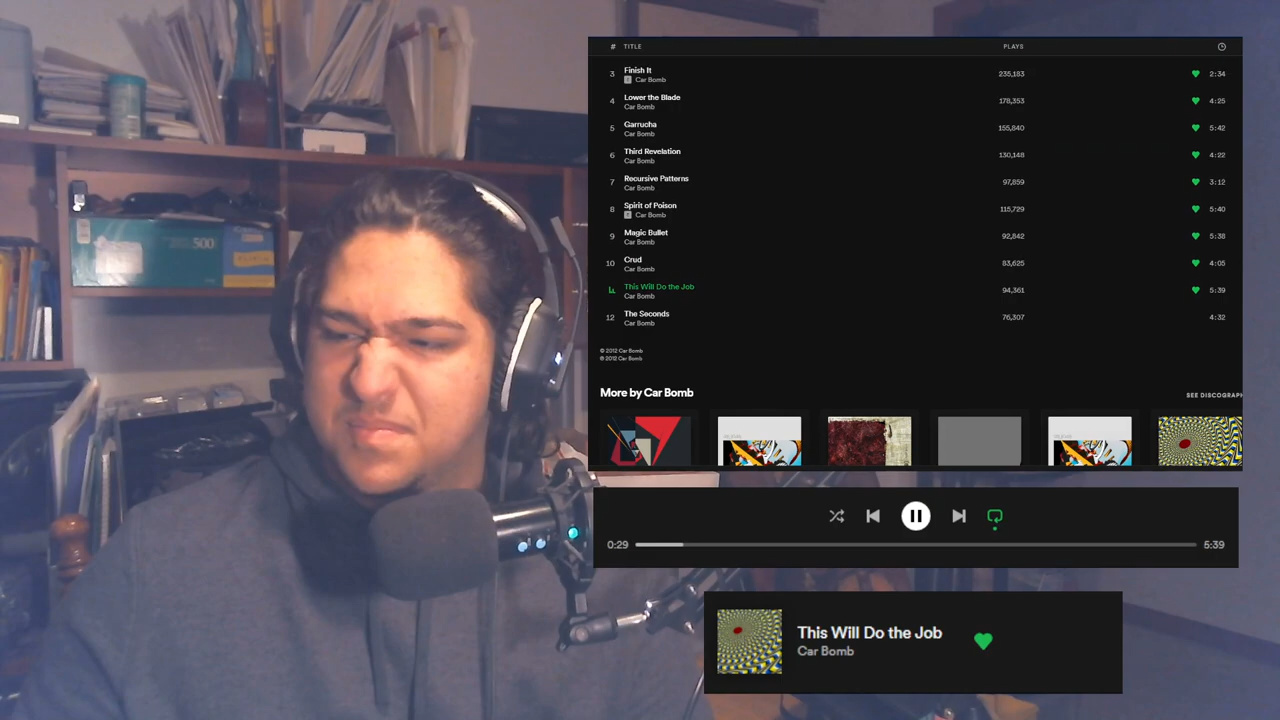 # TITLE PLAYS
3 Finish It 235,183 2:34
E Car Bomb
4 Lower the Blade 178,353 4:25
Car Bomb
5 Garrucha 155,840 5:42
Car Bomb
6 Third Revelation 130,148 4:22
Car Bomb
7 Recursive Patterns 97,859 3:12
Car Bomb
8 Spirit of Poison 115,729 5:40
E Car Bomb
9 Magic Bullet 92,842 5:38
Car Bomb
10 Crud 83,625 4:05
Car Bomb
This Will Do the Job 94,361 5:39
Car Bomb
12 The Seconds 76,307 4:32
Car Bomb
© 2012 Car Bomb
℗ 2012 Car Bomb
More by Car Bomb
SEE DISCOGRAPH
0:29 5:39
This Will Do the Job
Car Bomb
500